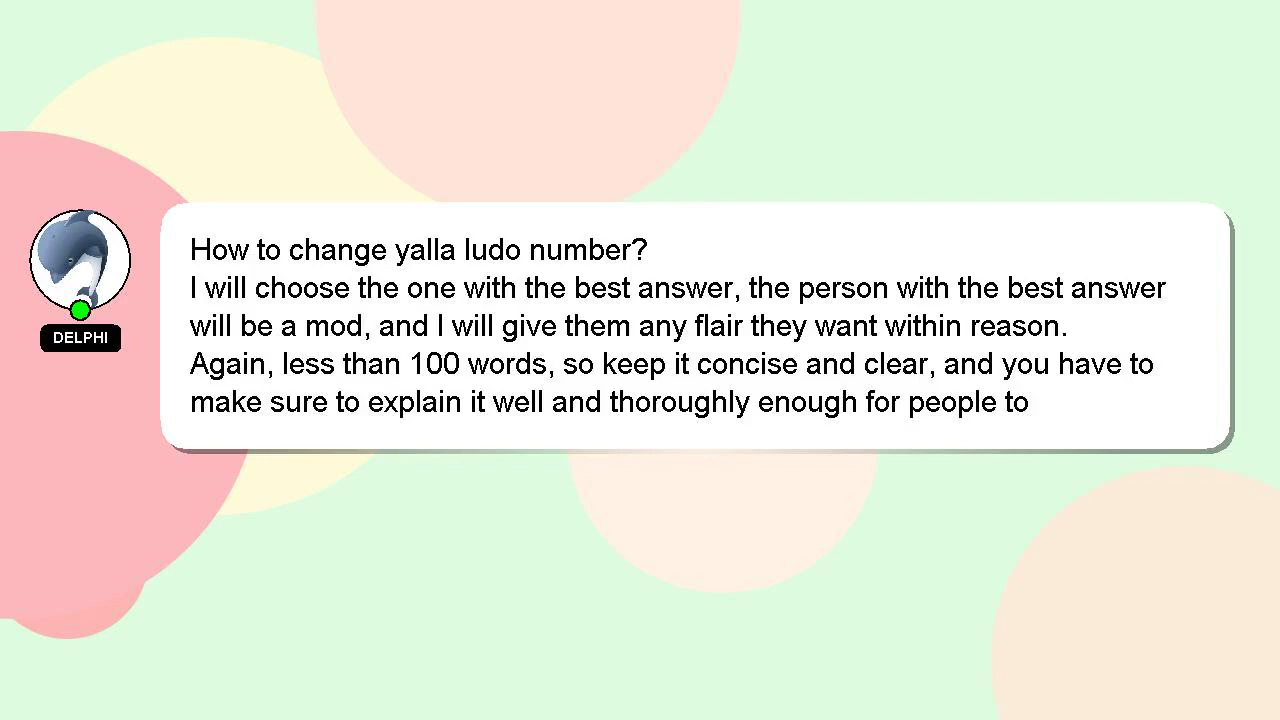 How to change yalla ludo number?
I will choose the one with the best answer, the person with the best answer
will be a mod, and I will give them any flair they want within reason.
Again, less than 100 words, so keep it concise and clear, and you have to
make sure to explain it well and thoroughly enough for people to
DELPHI